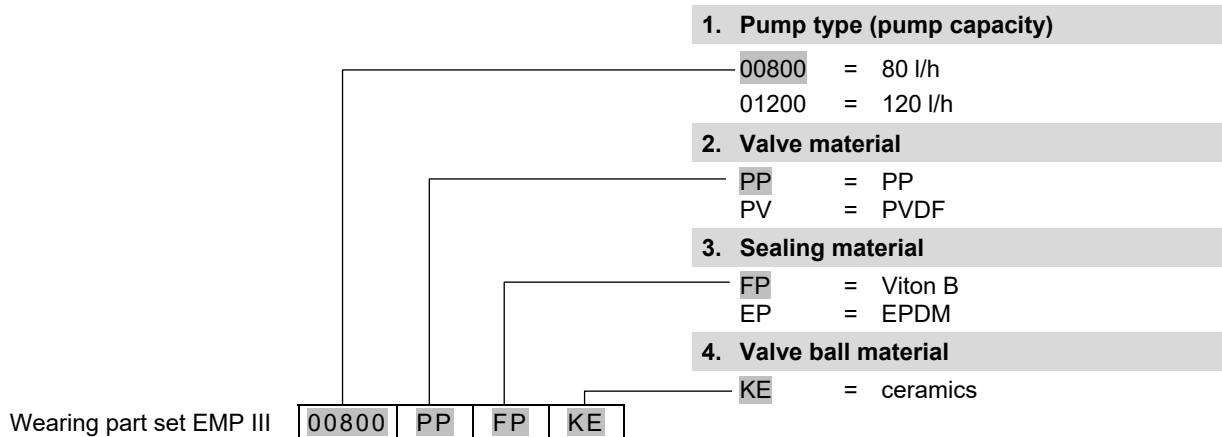 1. Pump type (pump capacity)
00800 = 80 l/h
01200 = 120 l/h
2. Valve material
PP = PP
PV = PVDF
3. Sealing material
FP = Viton B
EP = EPDM
4. Valve ball material
KE = ceramics
Wearing part set EMP III 00800 PP FP KE